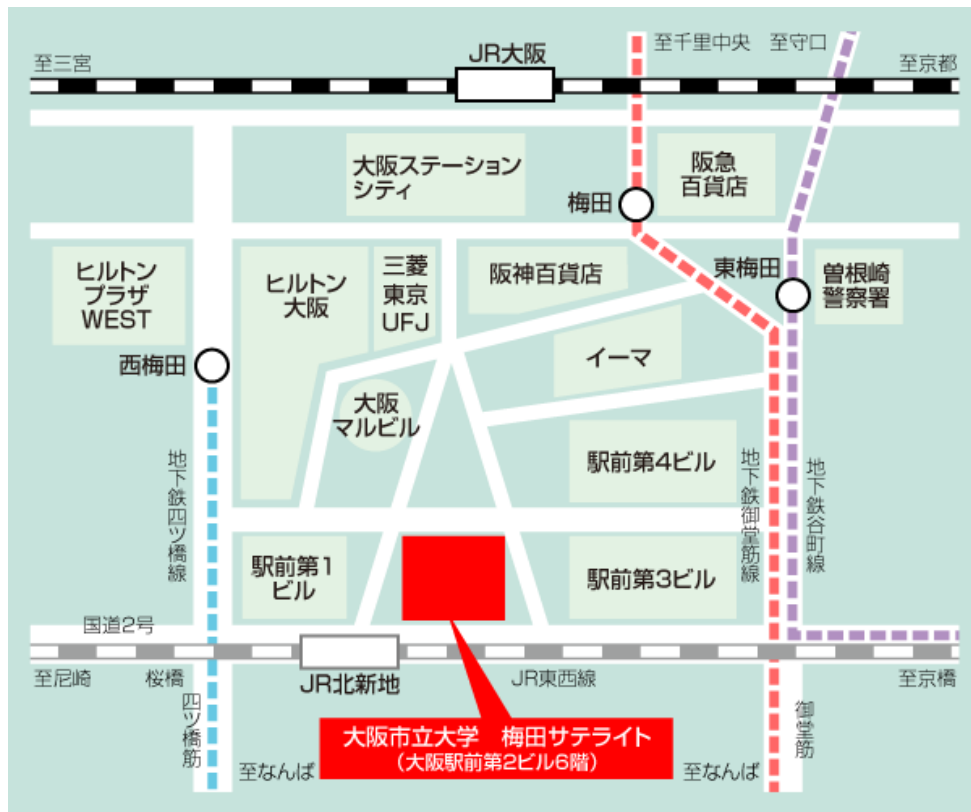 JR大阪
至千里中央
至守口
至三宮
至京都
大阪ステーション
シティ
阪急
百貨店
梅田
ヒルトン
プラザ
WEST
ヒルトン
大阪
三菱
東京
UFJ
阪神百貨店
東梅田
曽根崎
警察署
西梅田
イーマ
大阪
マルビル
駅前第4ビル
地下鉄四ツ橋線
地下鉄御堂筋線
地下鉄谷町線
駅前第1
ビル
駅前第3ビル
国道2号
至尼崎
桜橋
JR北新地
JR東西線
至京橋
四ツ橋筋
御堂筋
大阪市立大学 梅田サテライト
(大阪駅前第2ビル6階)
至なんば
至なんば